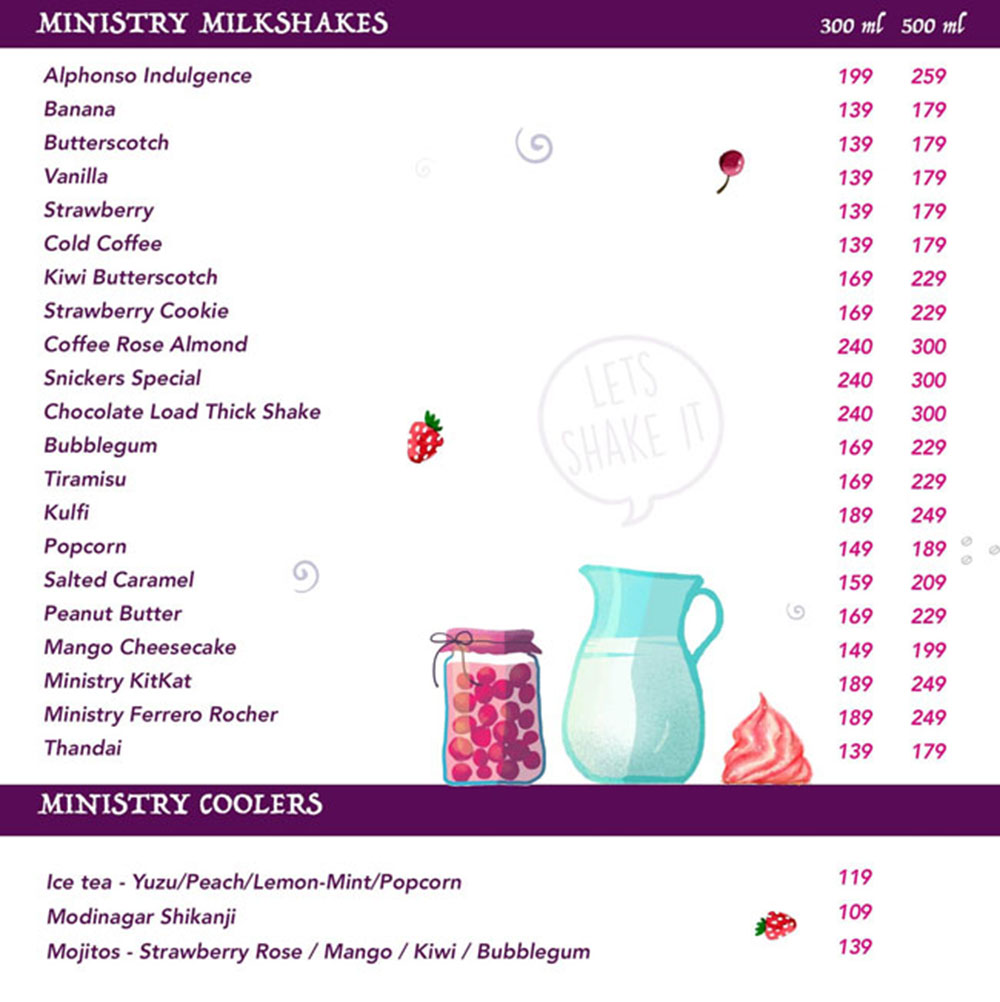 MINISTRY MILKSHAKES 300 ml 500 ml
Alphonso Indulgence 199 259
Banana 139 179
Butterscotch 139 179
Vanilla 139 179
Strawberry 139 179
Cold Coffee 139 179
Kiwi Butterscotch 169 229
Strawberry Cookie 169 229
Coffee Rose Almond 240 300
Snickers Special 240 300
Chocolate Load Thick Shake 240 300
Bubblegum 169 229
Tiramisu 169 229
Kulfi 189 249
Popcorn 149 189
Salted Caramel 159 209
Peanut Butter 169 229
Mango Cheesecake 149 199
Ministry KitKat 189 249
Ministry Ferrero Rocher 189 249
Thandai 139 179
LETS
SHAKE IT
MINISTRY COOLERS
Ice tea - Yuzu/Peach/Lemon-Mint/Popcorn 119
Modinagar Shikanji 109
Mojitos - Strawberry Rose / Mango / Kiwi / Bubblegum 139